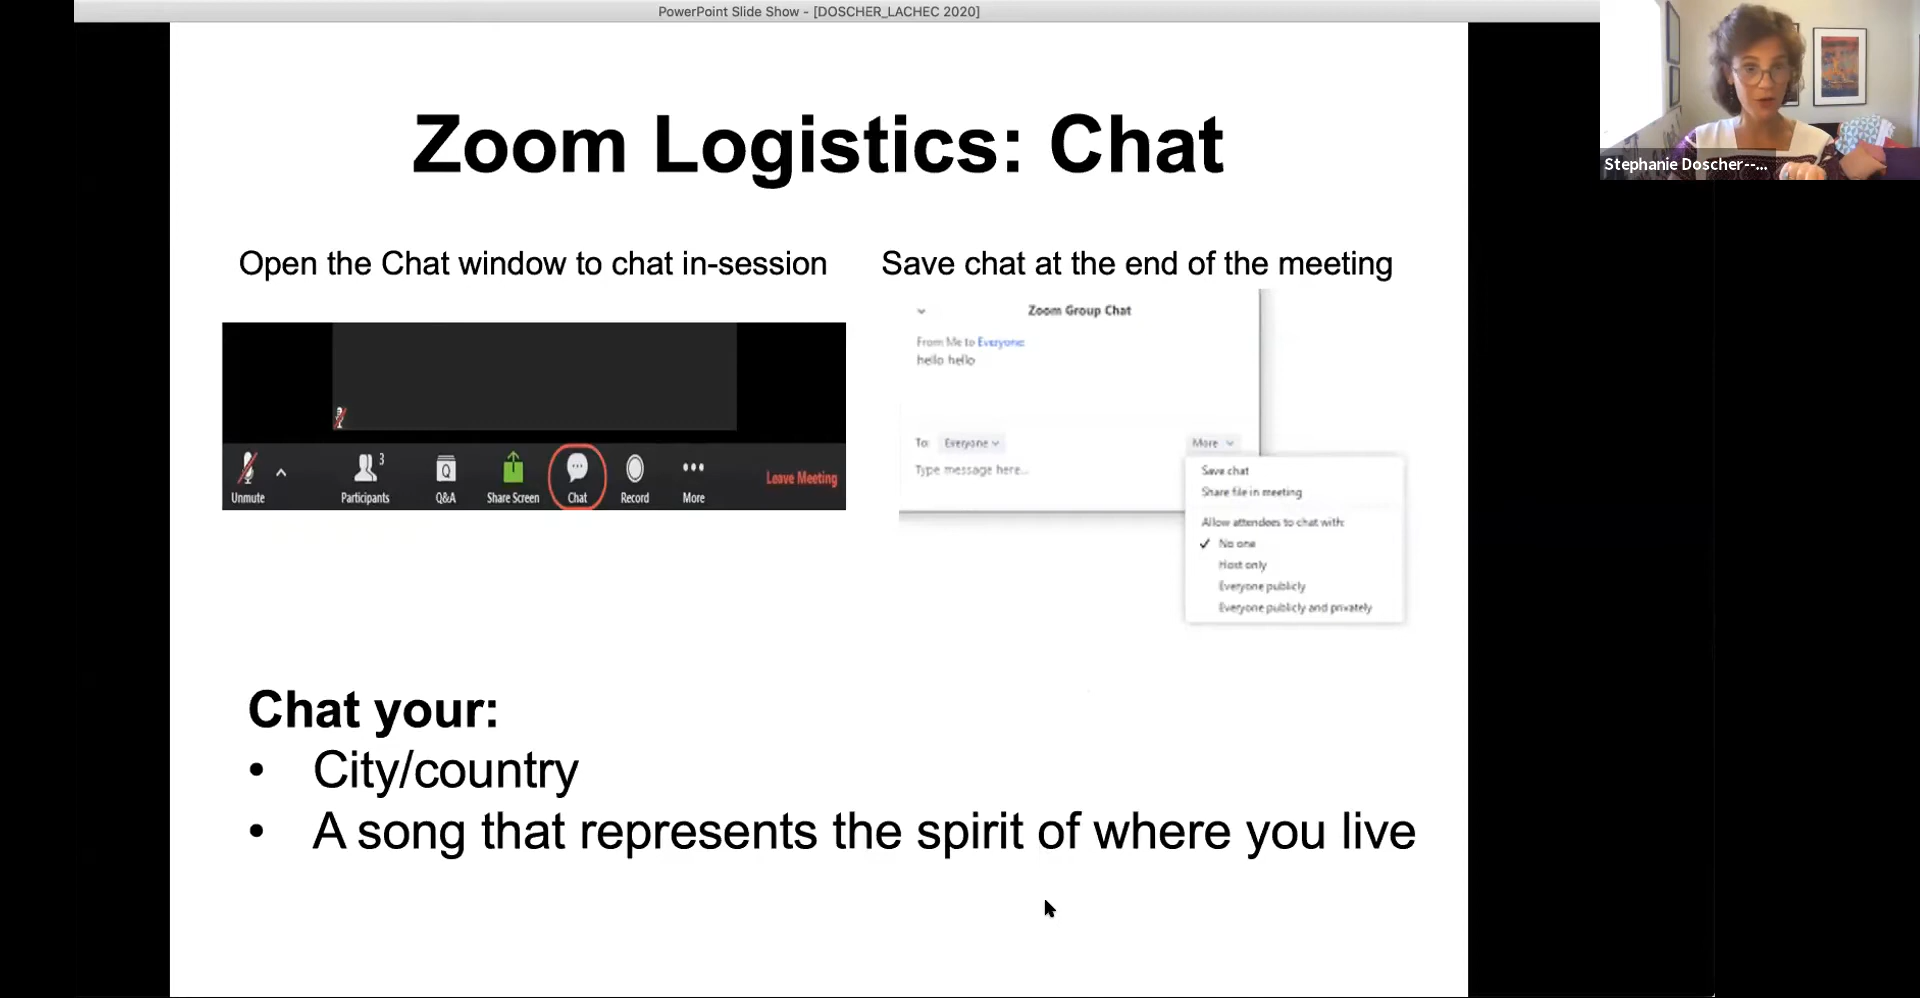 PowerPoint Slide Show - [DOSCHER_LACHEC 2020]
Stephanie Doscher--...
Zoom Logistics: Chat
Open the Chat window to chat in-session
Save chat at the end of the meeting
3
Unmute
Participants
Q&A
Share Screen
Chat
Record
More
Leave Meeting
Zoom Group Chat
From Me to Everyone:
hello hello
To: Everyone
More
Type message here...
Save chat
Share file in meeting
Allow attendees to chat with:
No one
Host only
Everyone publicly
Everyone publicly and privately
Chat your:
• City/country
• A song that represents the spirit of where you live